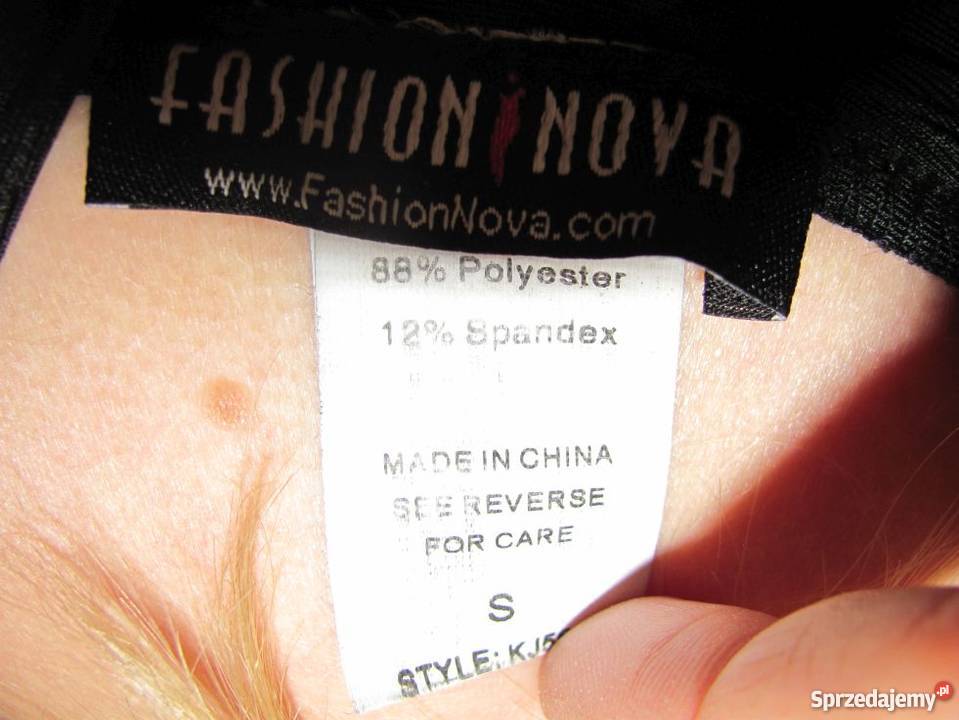 FASHION NOVA
www.FashionNova.com
88% Polyester
12% Spandex
MADE IN CHINA
SEE REVERSE
FOR CARE
S
STYLE: KJ5
Sprzedajemy.pl